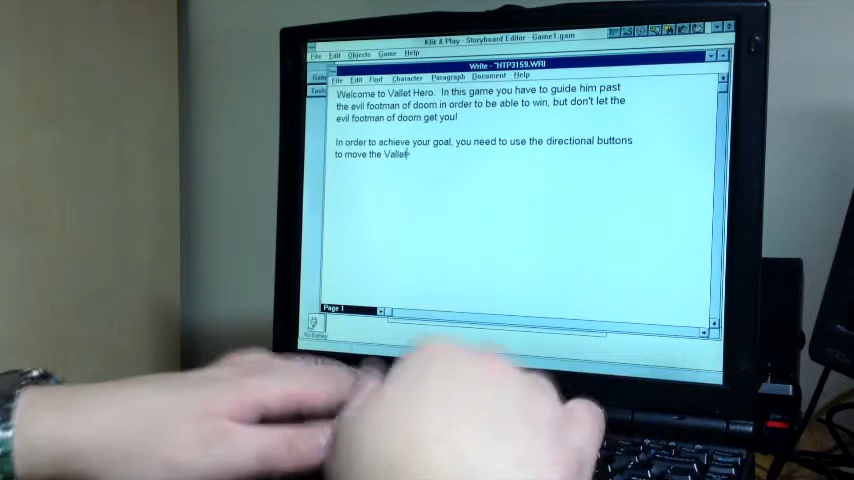 Klik & Play - Storyboard Editor - Game1.gam
File Edit Objects Game Help
Write - ~HTP3159.WRI
File Edit Find Character Paragraph Document Help
Welcome to Vallet Hero. In this game you have to guide him past
the evil footman of doom in order to be able to win, but don't let the
evil footman of doom get you!
In order to achieve your goal, you need to use the directional buttons
to move the Vallet
Page 1